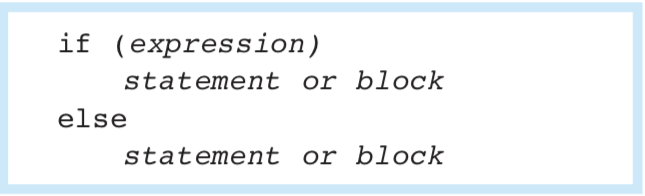 if (expression)
statement or block
else
statement or block